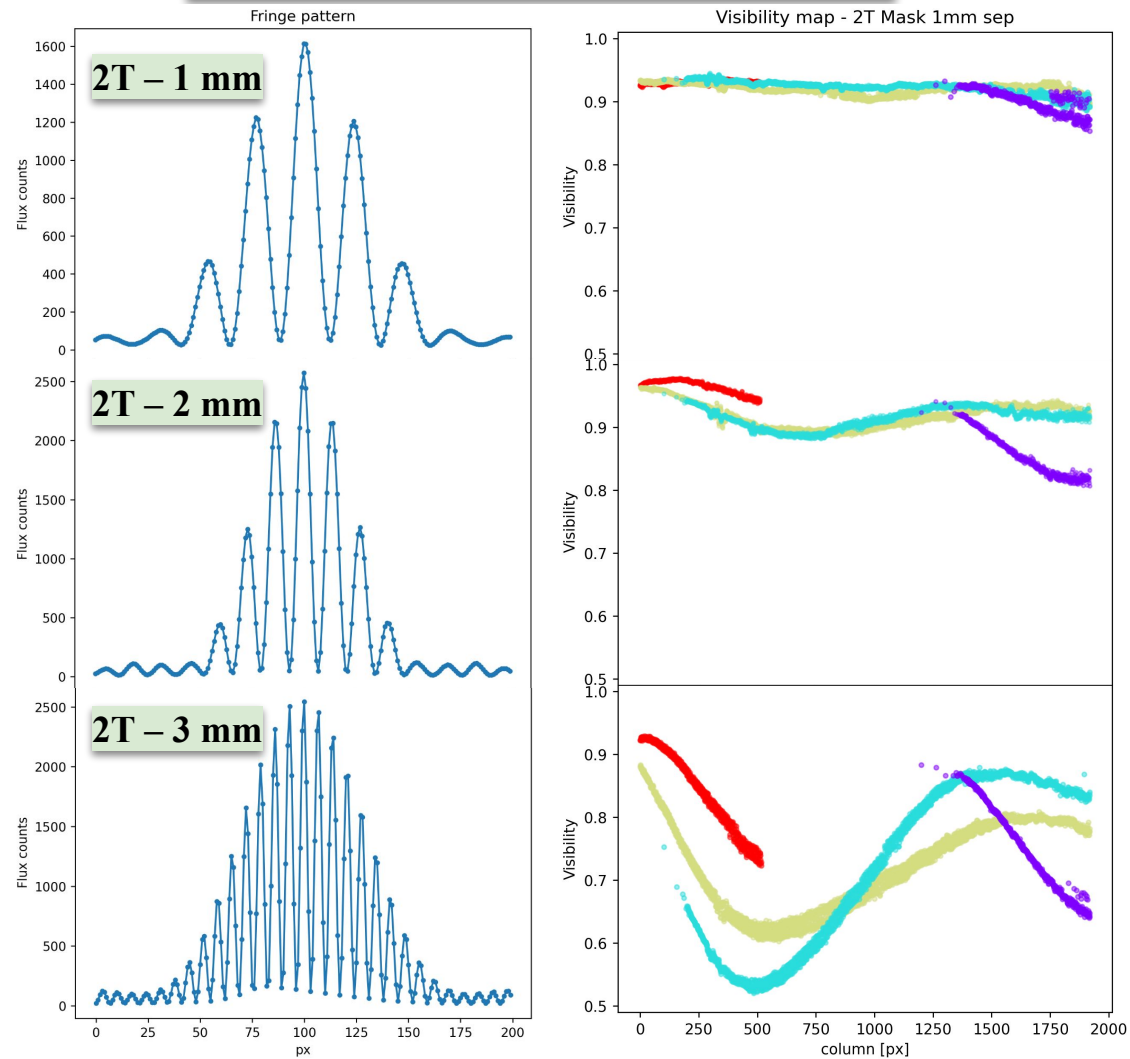 Fringe pattern
2T – 1 mm
Flux counts
1600
1400
1200
1000
800
600
400
200
0
2T – 2 mm
Flux counts
2500
2000
1500
1000
500
0
2T – 3 mm
Flux counts
2500
2000
1500
1000
500
0
0 25 50 75 100 125 150 175 200
px
Visibility map - 2T Mask 1mm sep
Visibility
1.0
0.9
0.8
0.7
0.6
0.5
Visibility
1.0
0.9
0.8
0.7
0.6
0.5
Visibility
1.0
0.9
0.8
0.7
0.6
0.5
0 250 500 750 1000 1250 1500 1750 2000
column [px]